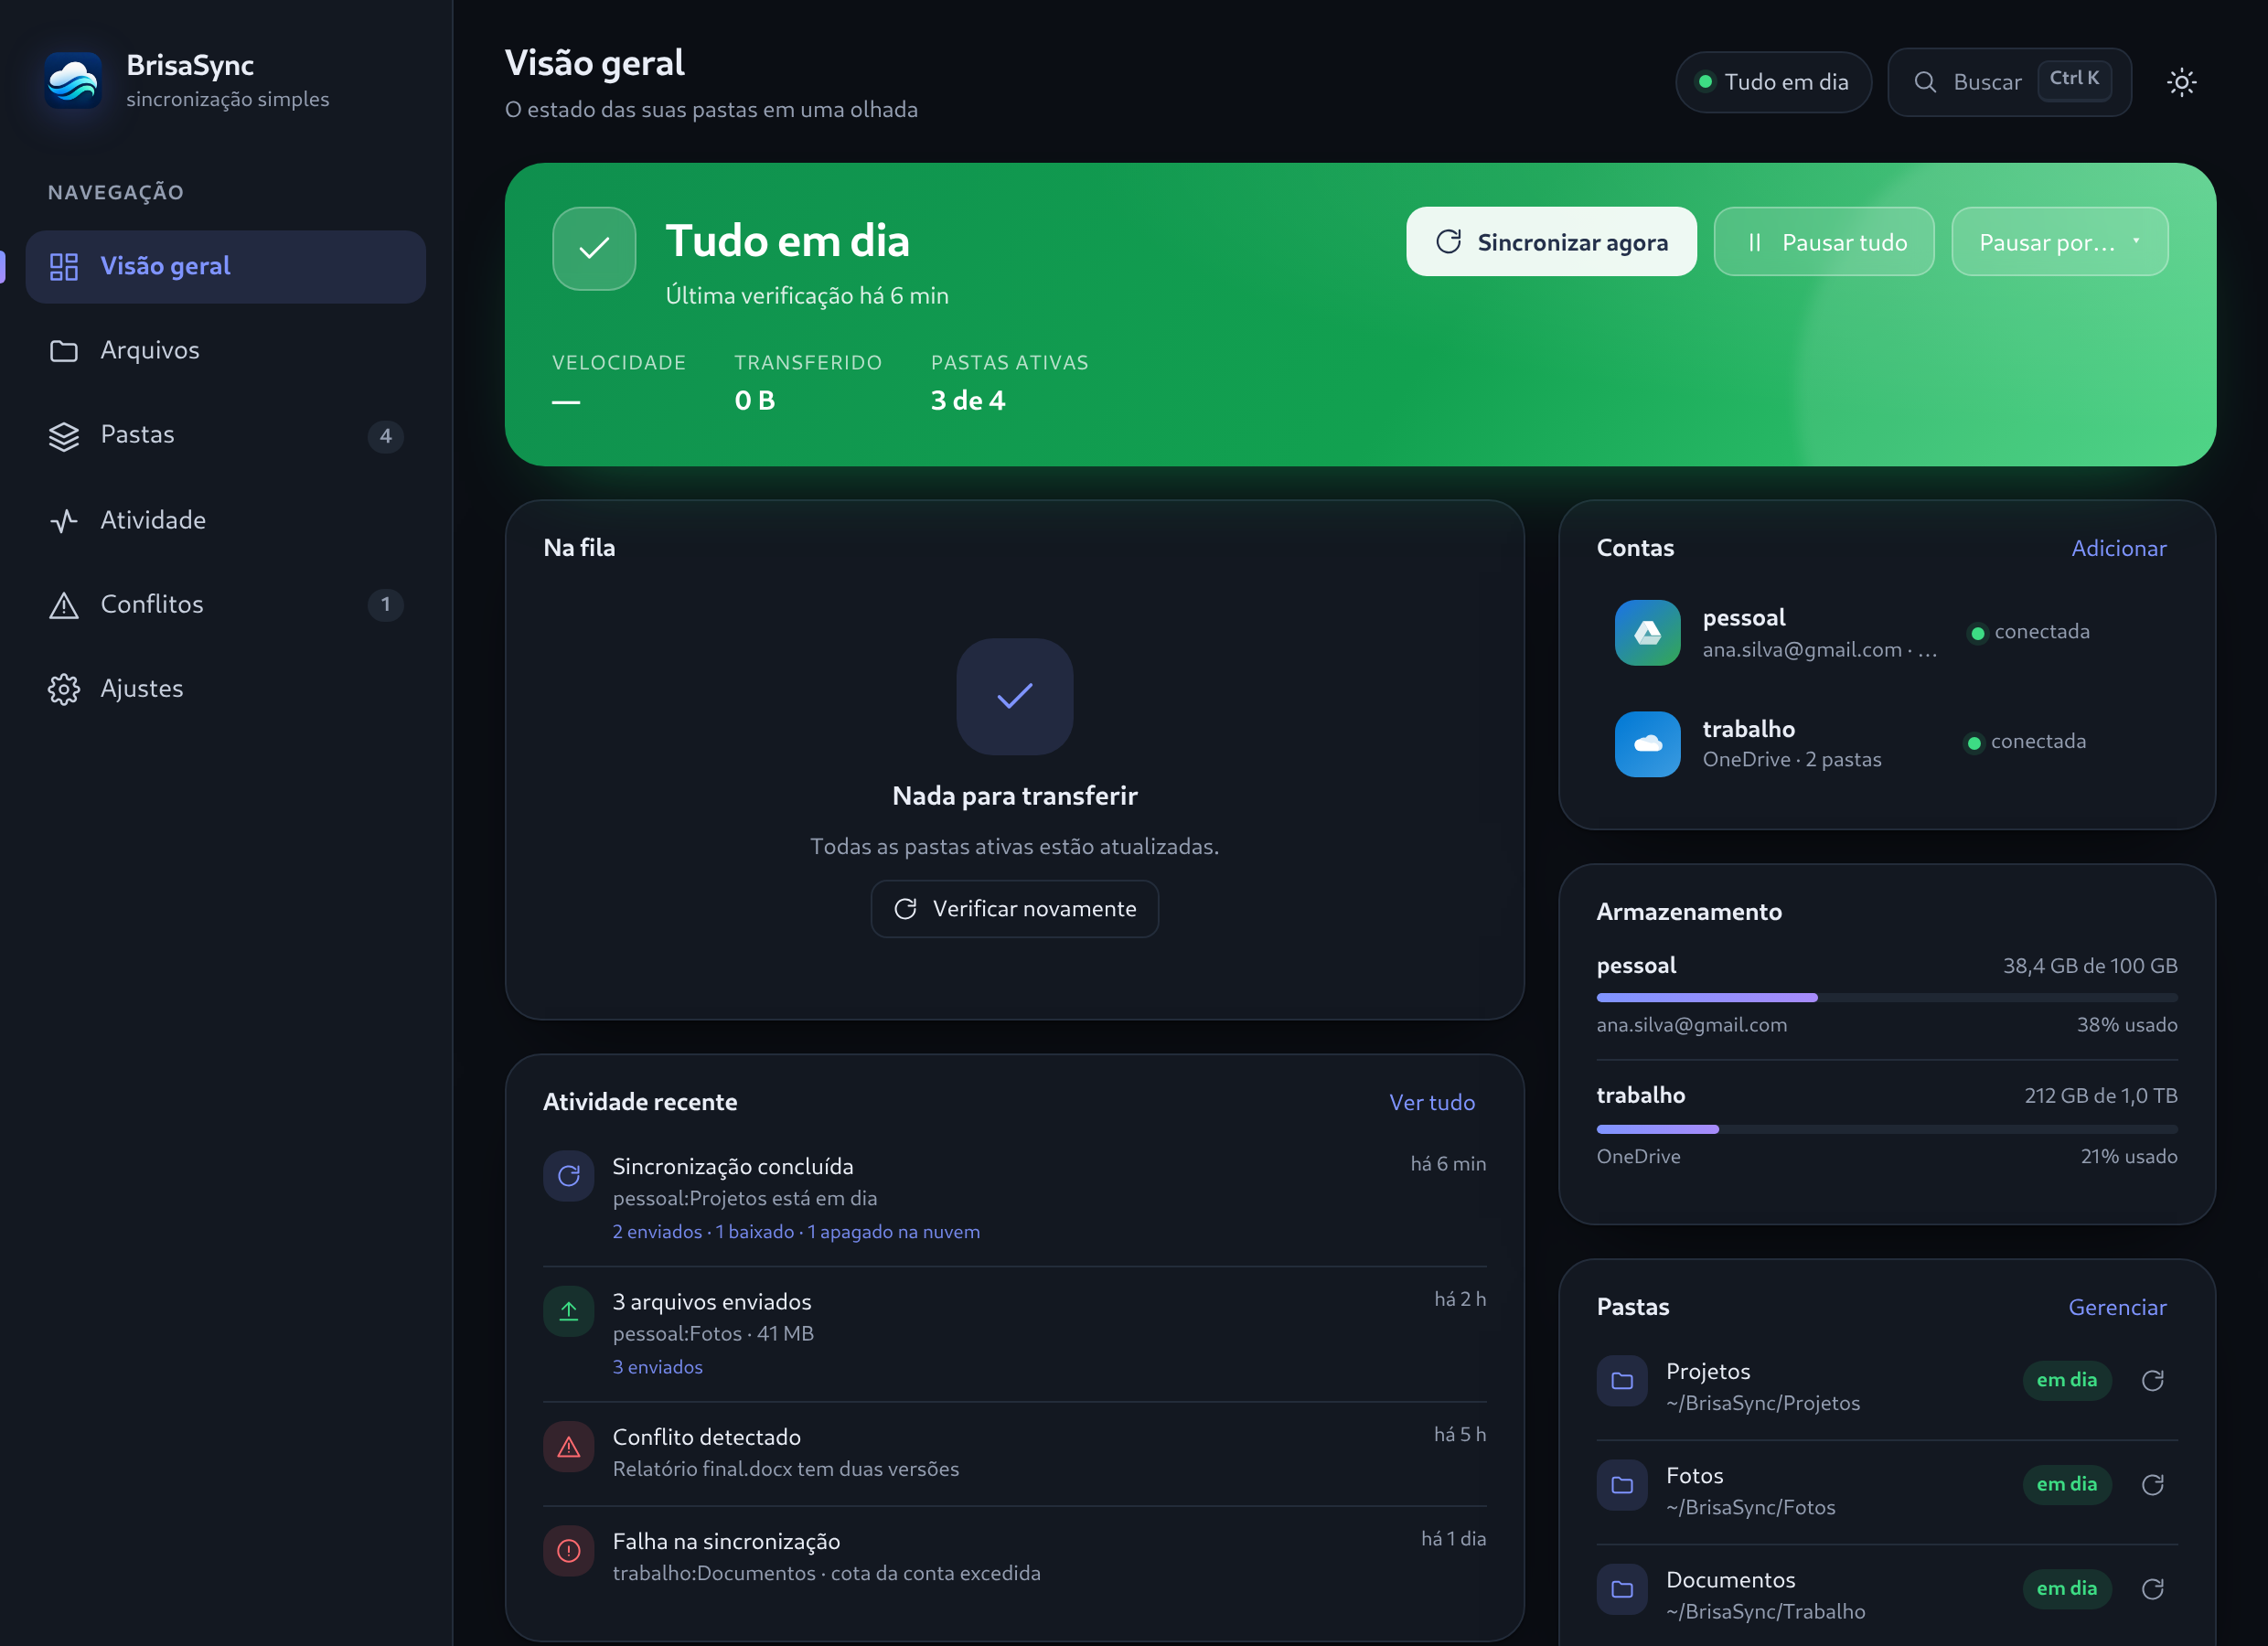 BrisaSync
sincronização simples
NAVEGAÇÃO
Visão geral
Arquivos
Pastas
4
Atividade
Conflitos
1
Ajustes
Visão geral
O estado das suas pastas em uma olhada
Tudo em dia
Buscar
Ctrl K
Tudo em dia
Última verificação há 6 min
Sincronizar agora
Pausar tudo
Pausar por…
VELOCIDADE
—
TRANSFERIDO
0 B
PASTAS ATIVAS
3 de 4
Na fila
Nada para transferir
Todas as pastas ativas estão atualizadas.
Verificar novamente
Atividade recente
Ver tudo
Sincronização concluída
há 6 min
pessoal:Projetos está em dia
2 enviados · 1 baixado · 1 apagado na nuvem
3 arquivos enviados
há 2 h
pessoal:Fotos · 41 MB
3 enviados
Conflito detectado
há 5 h
Relatório final.docx tem duas versões
Falha na sincronização
há 1 dia
trabalho:Documentos · cota da conta excedida
Contas
Adicionar
pessoal
ana.silva@gmail.com · …
conectada
trabalho
OneDrive · 2 pastas
conectada
Armazenamento
pessoal
38,4 GB de 100 GB
ana.silva@gmail.com
38% usado
trabalho
212 GB de 1,0 TB
OneDrive
21% usado
Pastas
Gerenciar
Projetos
~/BrisaSync/Projetos
em dia
Fotos
~/BrisaSync/Fotos
em dia
Documentos
~/BrisaSync/Trabalho
em dia